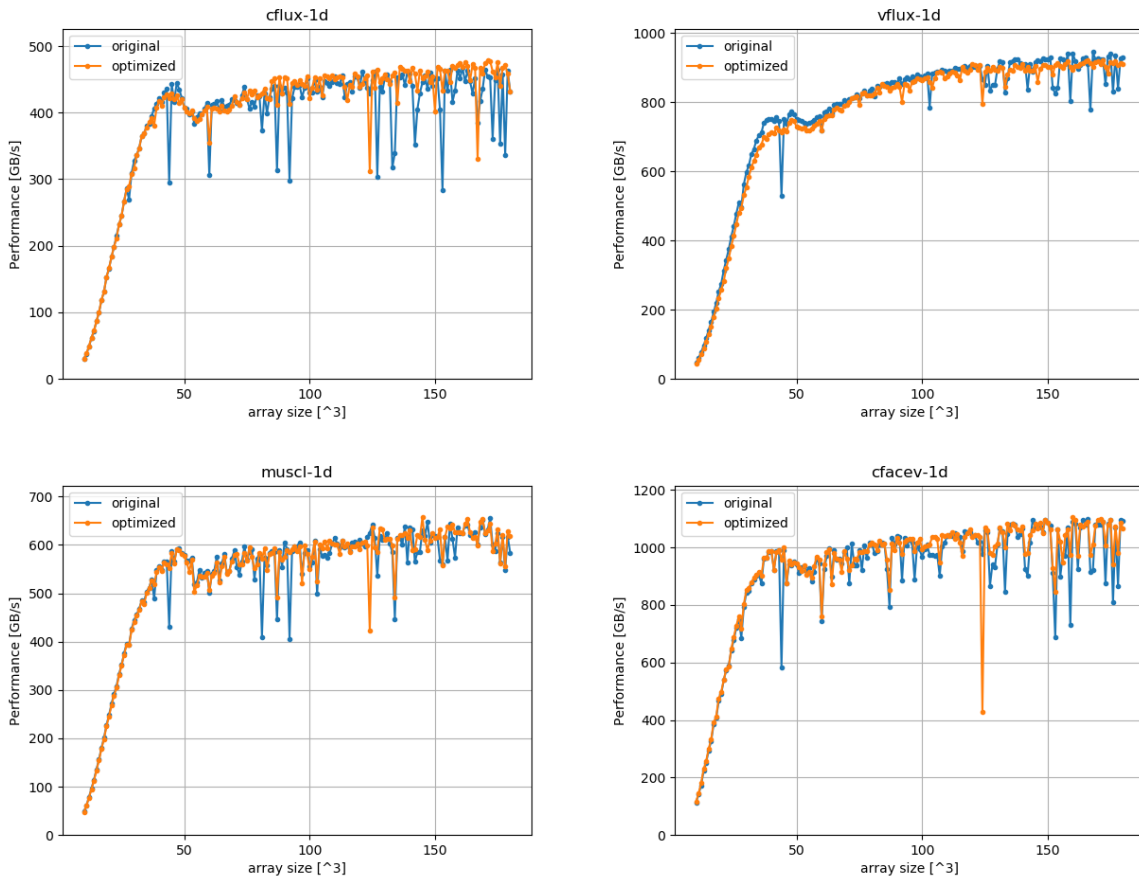 cflux-1d
original
optimized
Performance [GB/s]
500
400
300
200
100
0
50
100
150
array size [^3]
vflux-1d
original
optimized
Performance [GB/s]
1000
800
600
400
200
0
50
100
150
array size [^3]
muscl-1d
original
optimized
Performance [GB/s]
700
600
500
400
300
200
100
0
50
100
150
array size [^3]
cfacev-1d
original
optimized
Performance [GB/s]
1200
1000
800
600
400
200
0
50
100
150
array size [^3]